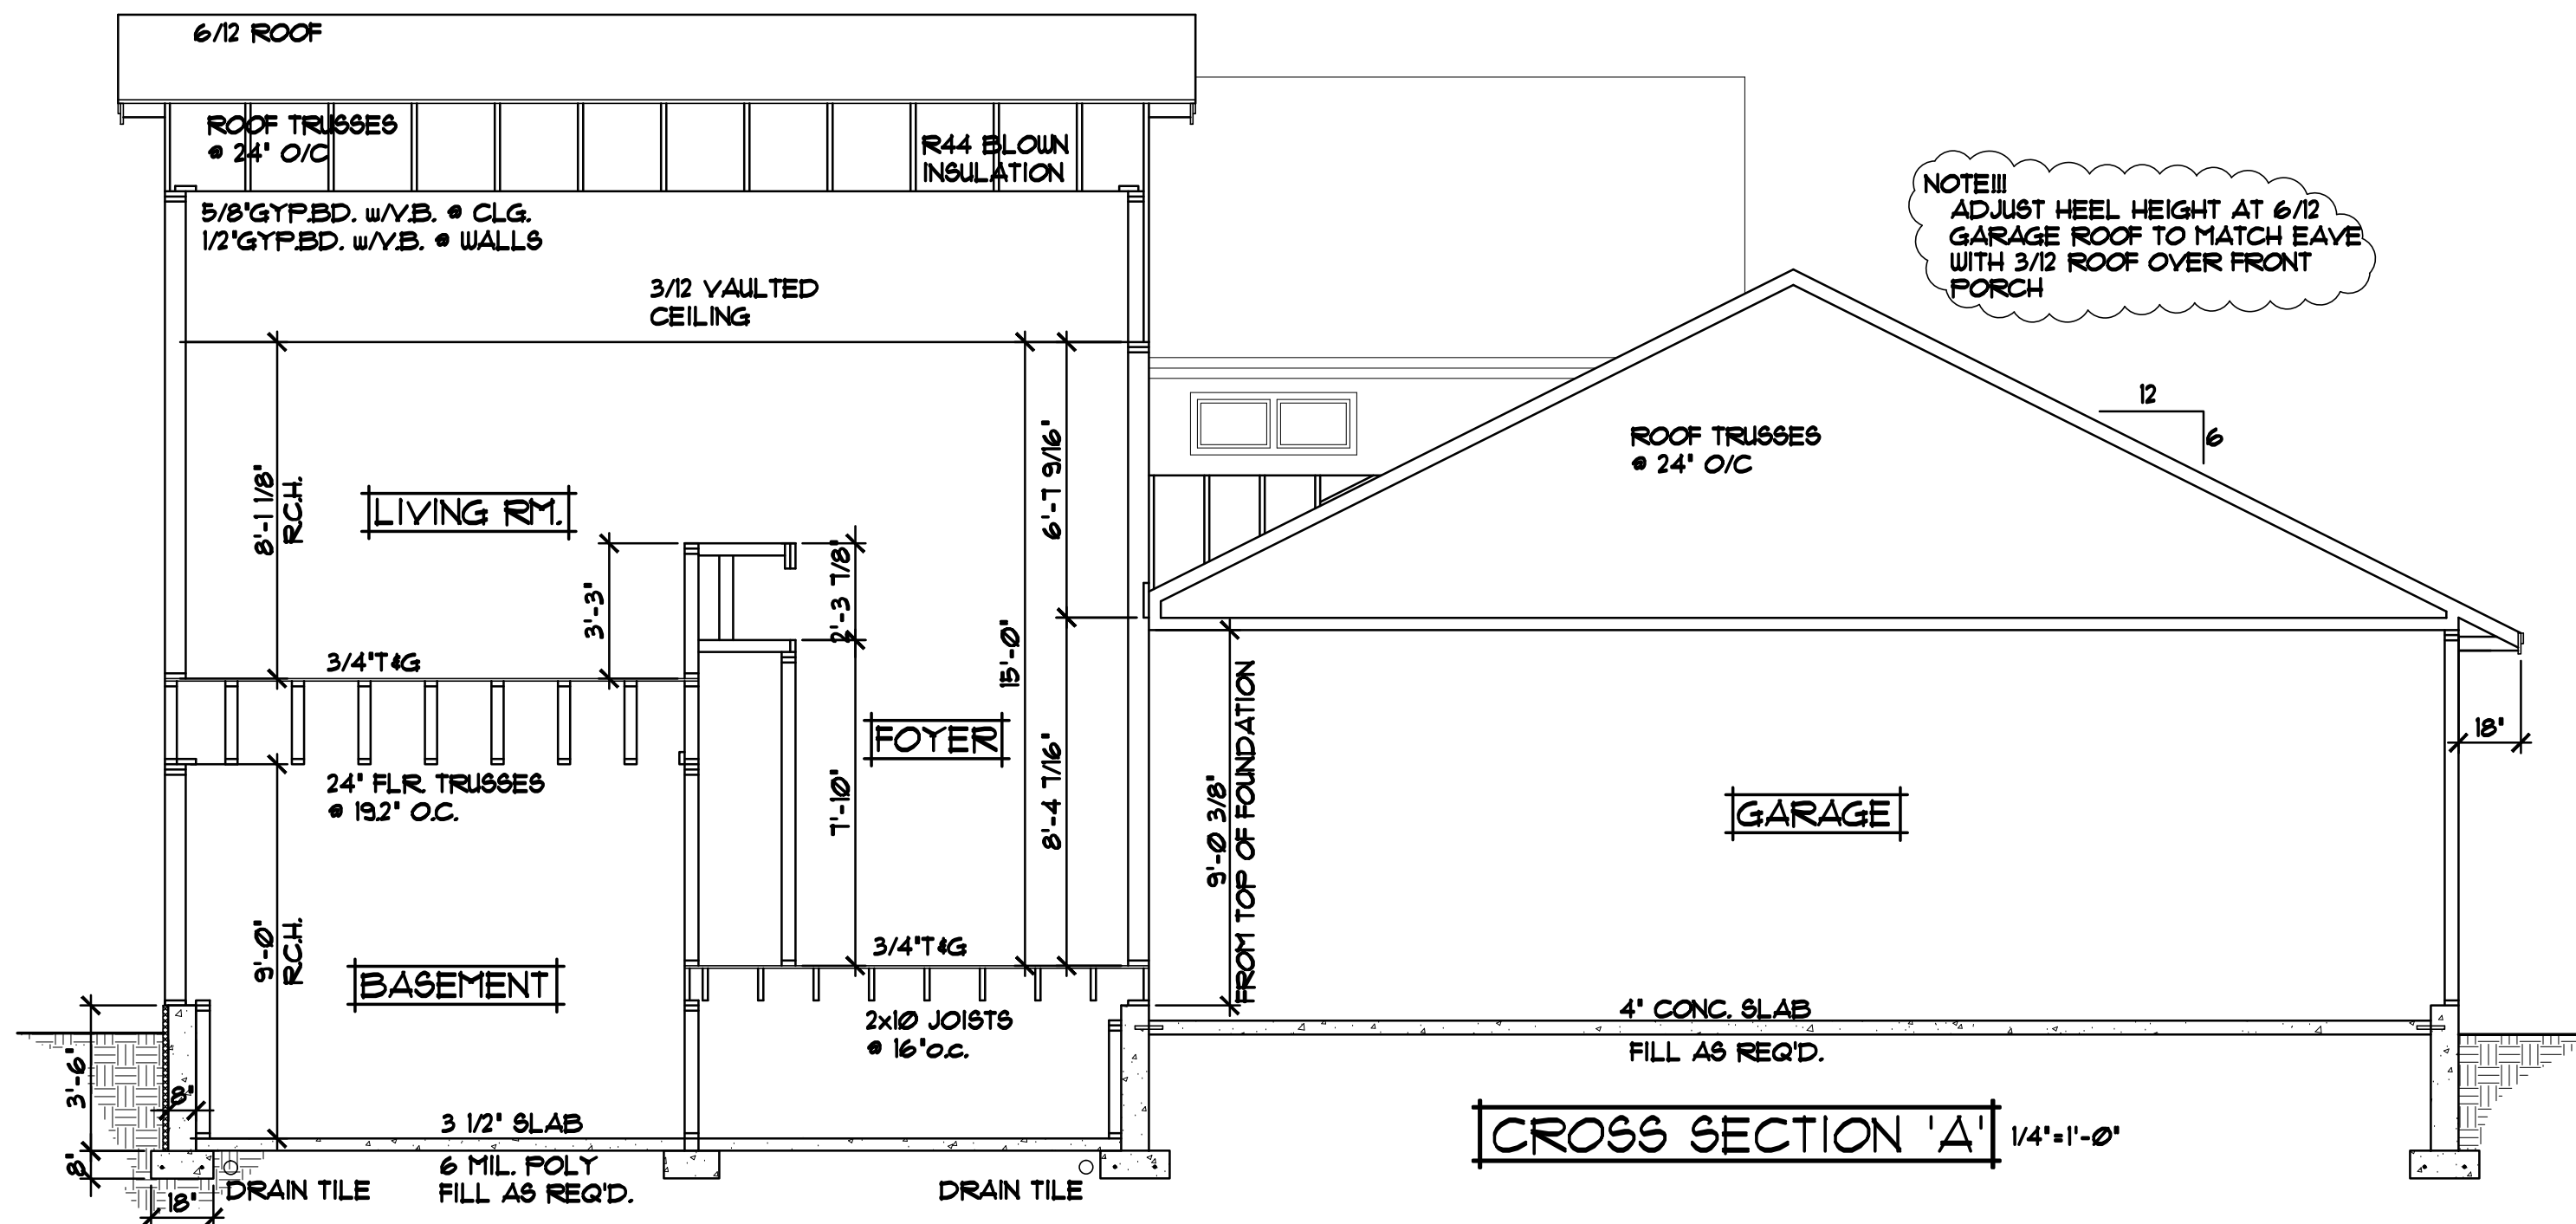 6/12 ROOF
ROOF TRUSSES
@ 24" O/C
R44 BLOWN
INSULATION
5/8"GYP.BD. w/V.B. @ CLG.
1/2"GYP.BD. w/V.B. @ WALLS
3/12 VAULTED
CEILING
NOTE!!!
ADJUST HEEL HEIGHT AT 6/12
GARAGE ROOF TO MATCH EAVE
WITH 3/12 ROOF OVER FRONT
PORCH
12
6
ROOF TRUSSES
@ 24" O/C
8'-1 1/8"
R.C.H.
LIVING RM.
3'-3"
2'-3 7/8"
6'-7 9/16"
15'-0"
3/4"T&G
24" FLR. TRUSSES
@ 19.2" O.C.
FOYER
7'-10"
8'-4 7/16"
9'-0 3/8"
FROM TOP OF FOUNDATION
18"
GARAGE
9'-0"
R.C.H.
BASEMENT
3/4"T&G
2x10 JOISTS
@ 16"o.c.
4" CONC. SLAB
FILL AS REQ'D.
3'-6"
8"
8"
18"
3 1/2" SLAB
6 MIL. POLY
FILL AS REQ'D.
DRAIN TILE
DRAIN TILE
CROSS SECTION 'A'
1/4"=1'-0"